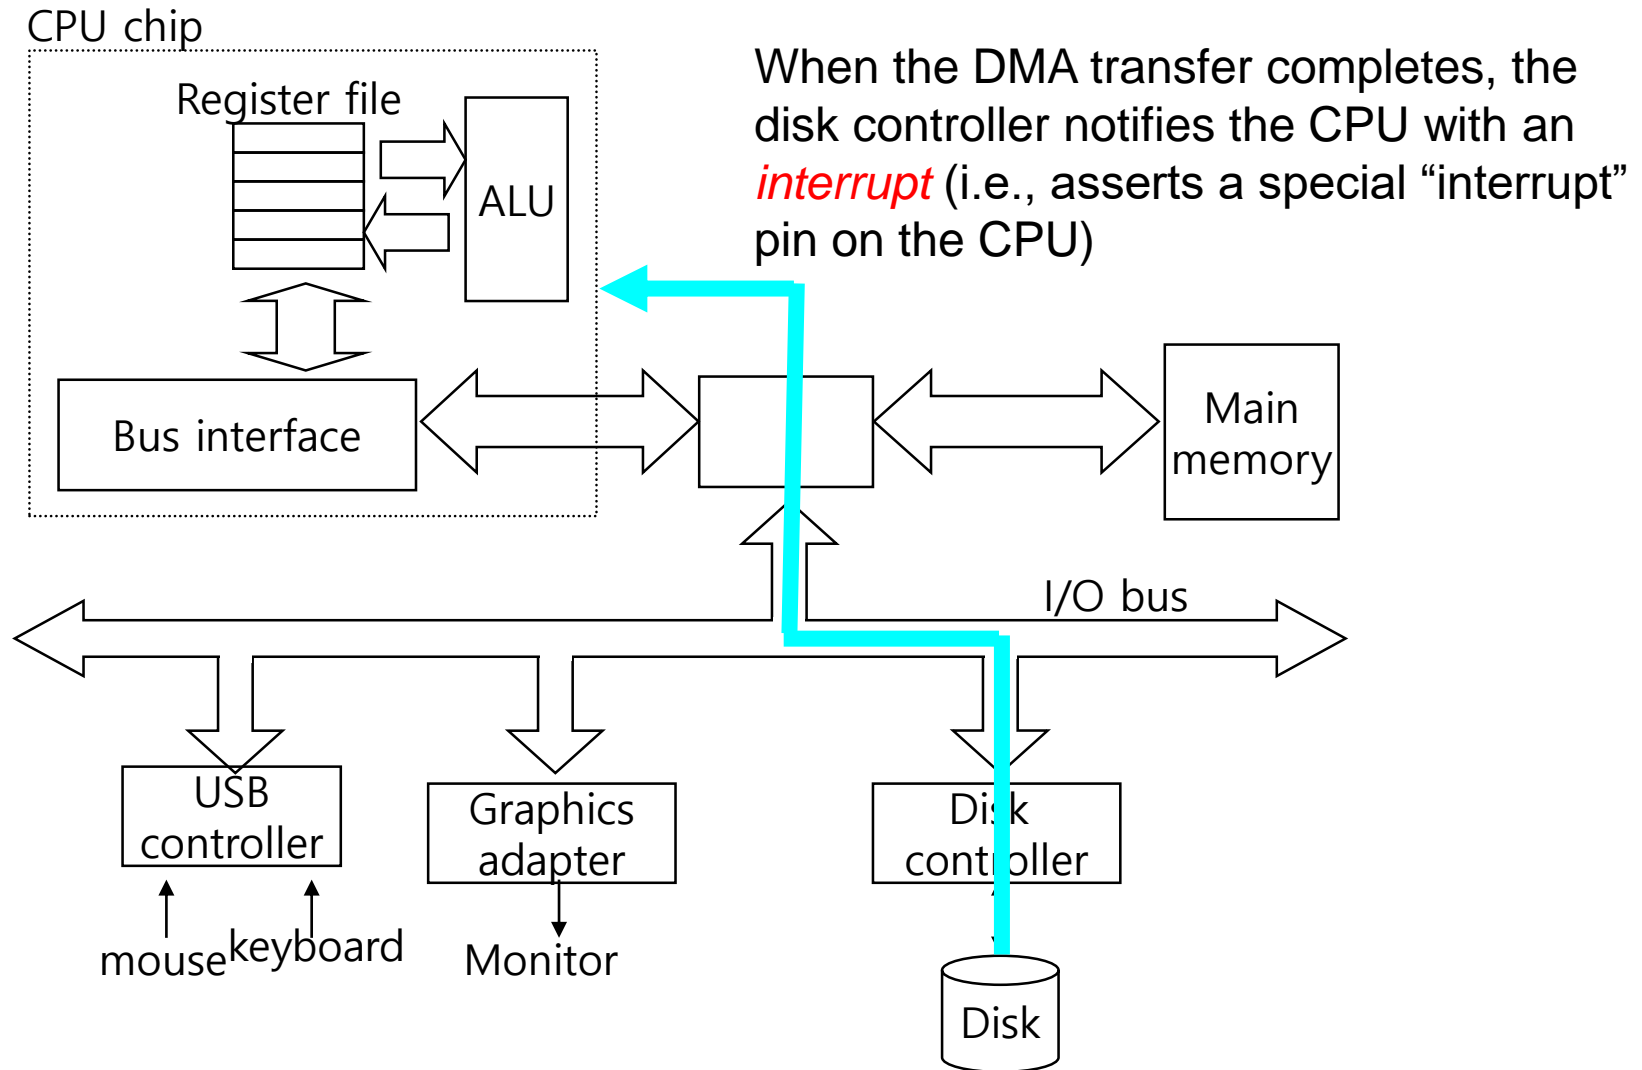 CPU chip
When the DMA transfer completes, the
disk controller notifies the CPU with an
interrupt (i.e., asserts a special “interrupt”
pin on the CPU)
Register file
ALU
Bus interface
Main
memory
I/O bus
USB
controller
Graphics
adapter
Disk
controller
mouse
keyboard
Monitor
Disk